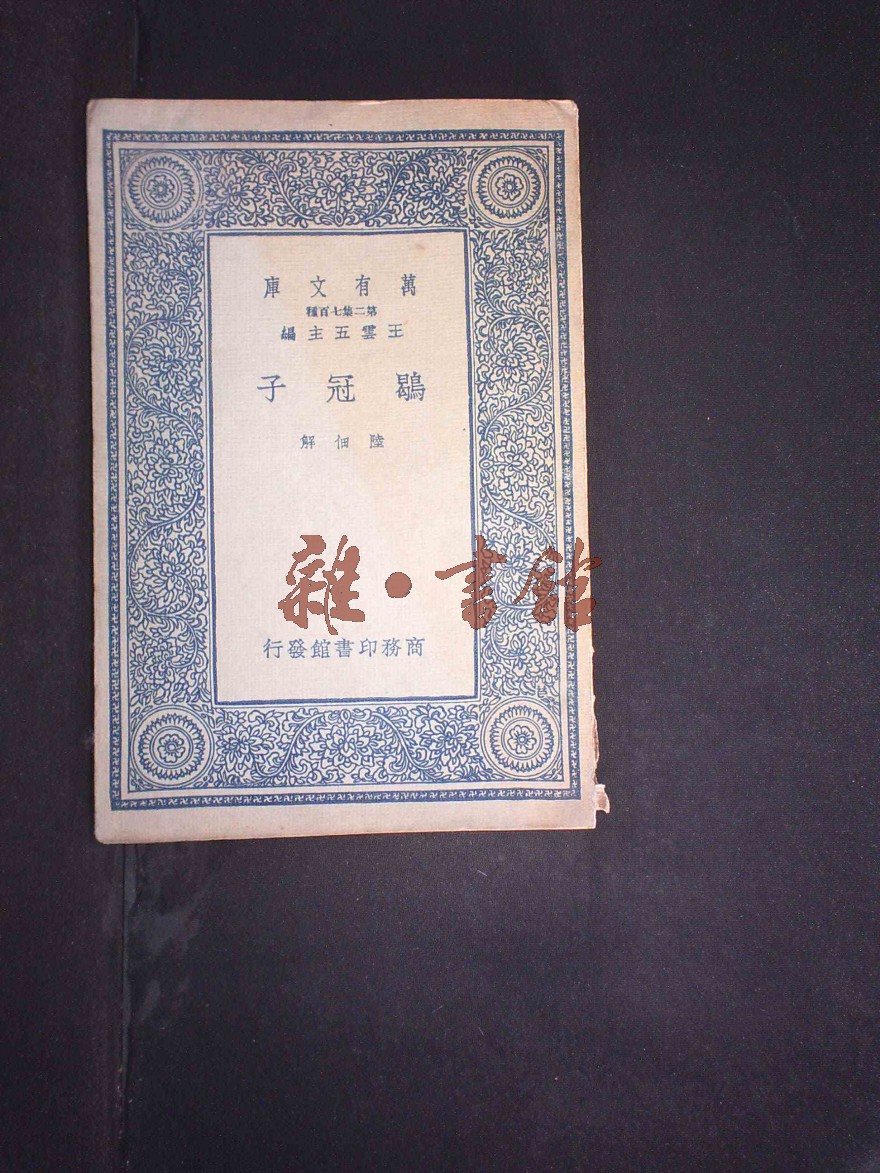 萬有文庫
第二集七百種
王雲五主編
鶡冠子
陸佃解
雜·書館
商務印書館發行